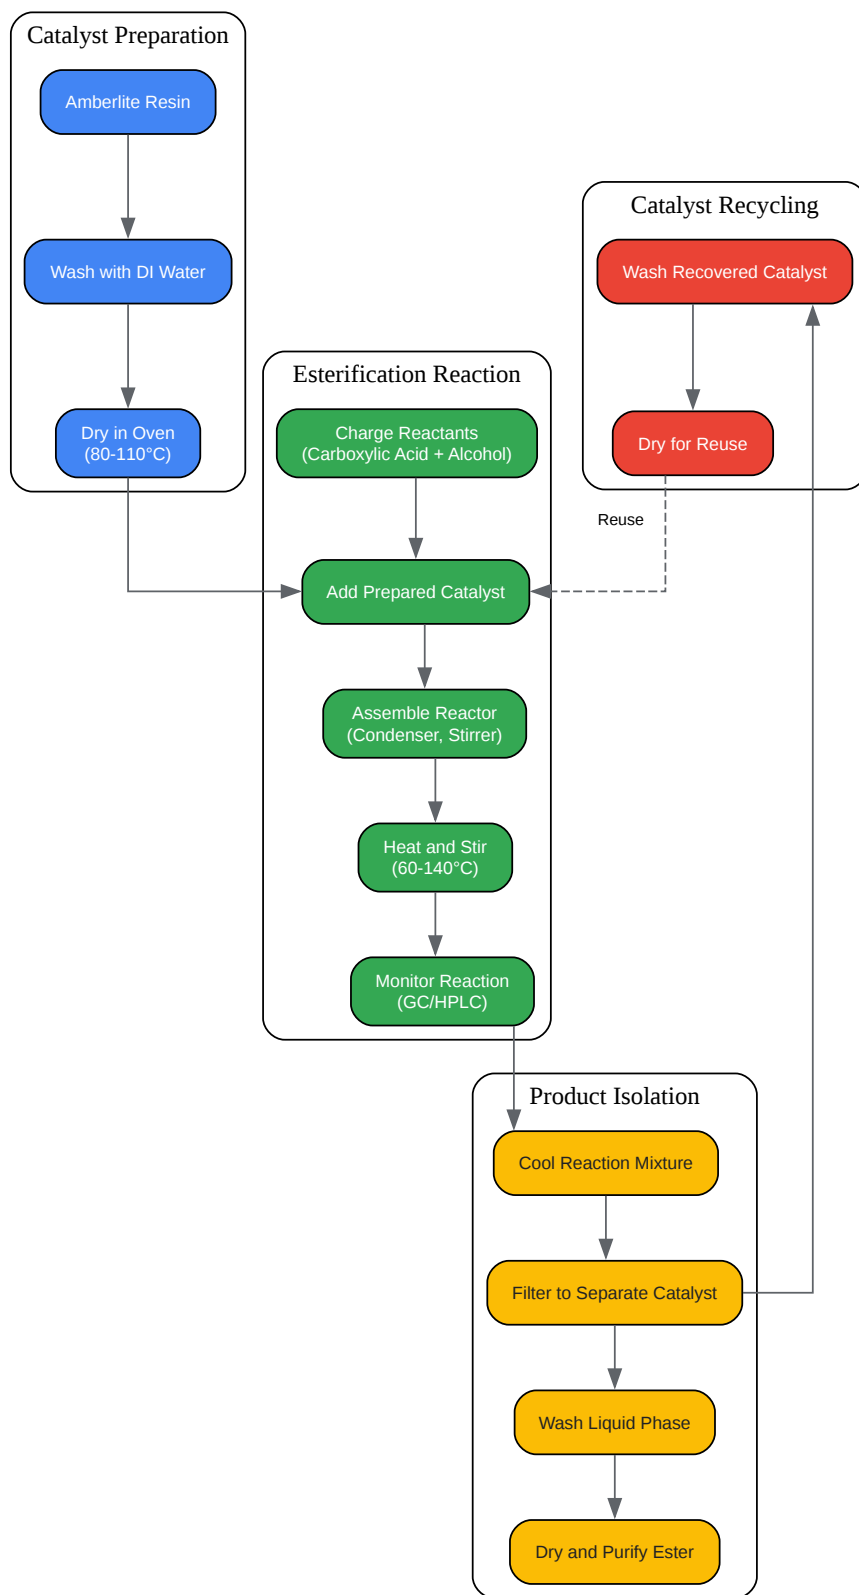 Catalyst Preparation
Amberlite Resin
Wash with DI Water
Dry in Oven
(80-110°C)
Catalyst Recycling
Wash Recovered Catalyst
Dry for Reuse
Reuse
Esterification Reaction
Charge Reactants
(Carboxylic Acid + Alcohol)
Add Prepared Catalyst
Assemble Reactor
(Condenser, Stirrer)
Heat and Stir
(60-140°C)
Monitor Reaction
(GC/HPLC)
Product Isolation
Cool Reaction Mixture
Filter to Separate Catalyst
Wash Liquid Phase
Dry and Purify Ester